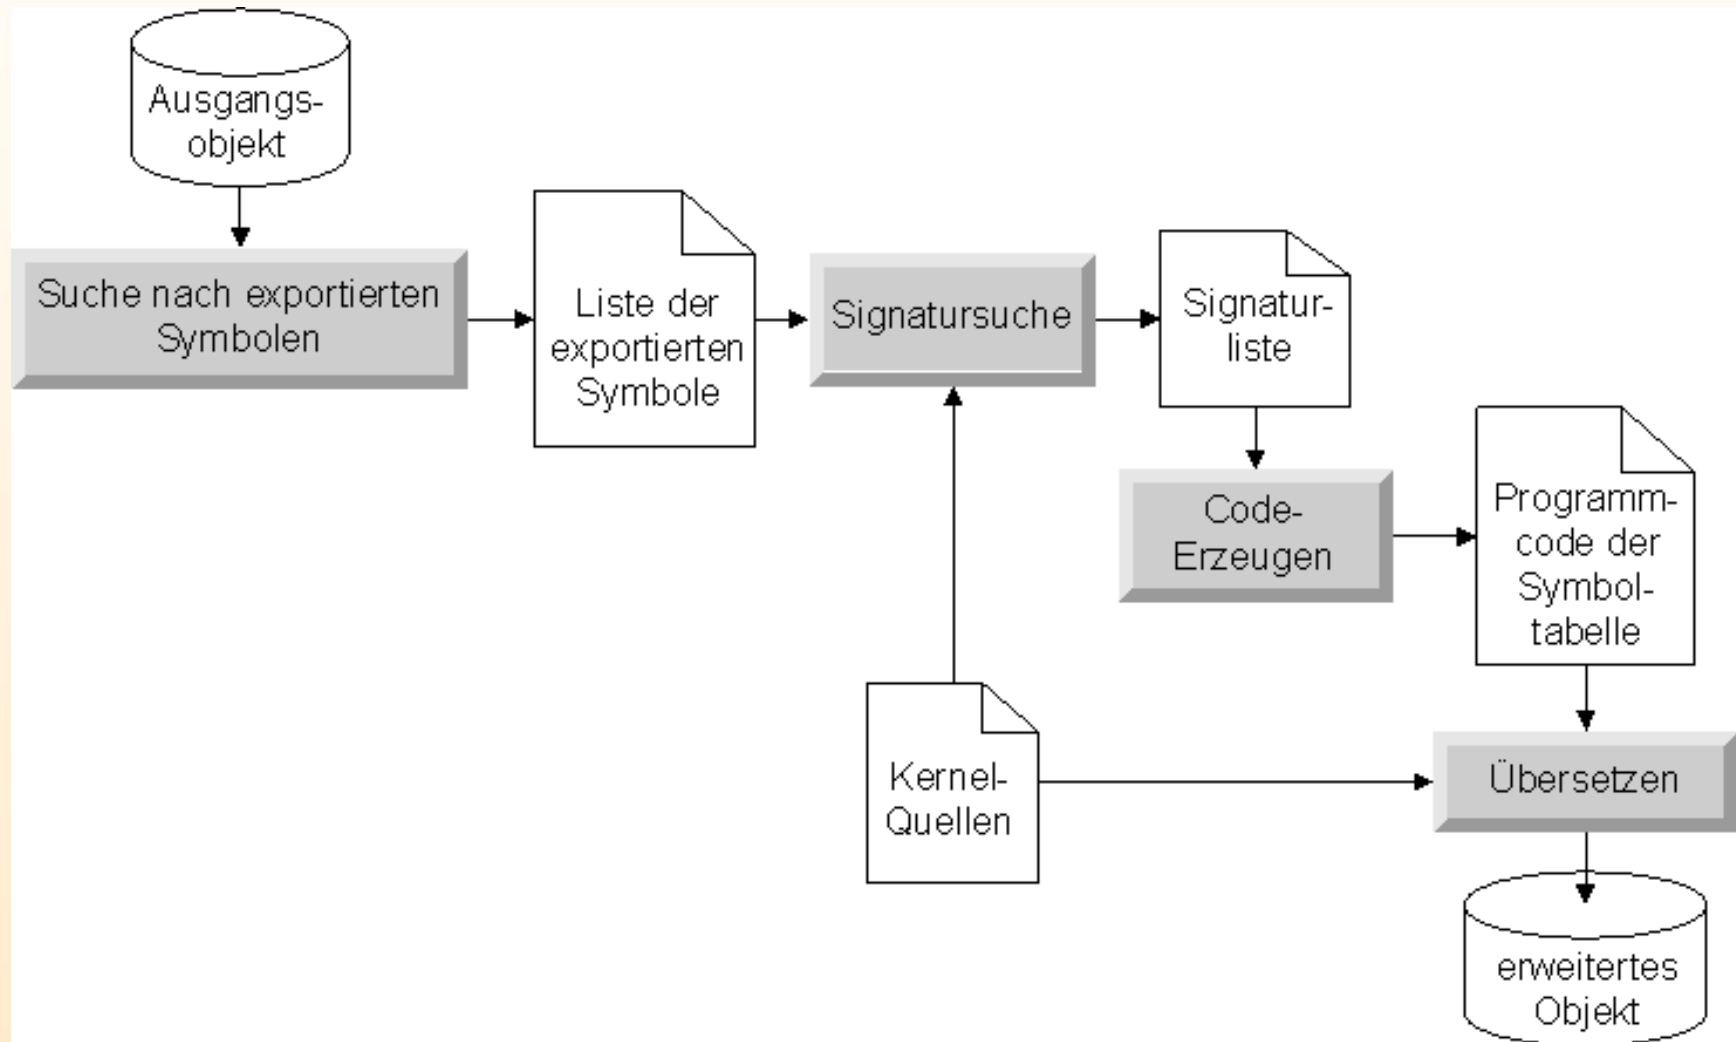 Ausgangs-
objekt
Suche nach exportierten
Symbolen
Liste der
exportierten
Symbole
Signatursuche
Signatur-
liste
Code-
Erzeugen
Programm-
code der
Symbol-
tabelle
Kernel-
Quellen
Übersetzen
erweitertes
Objekt